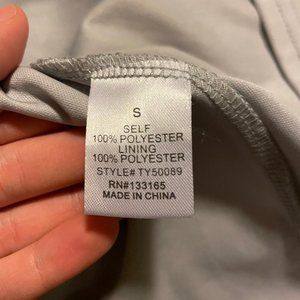 S
SELF
100% POLYESTER
LINING
100% POLYESTER
STYLE# TY50089
RN#133165
MADE IN CHINA